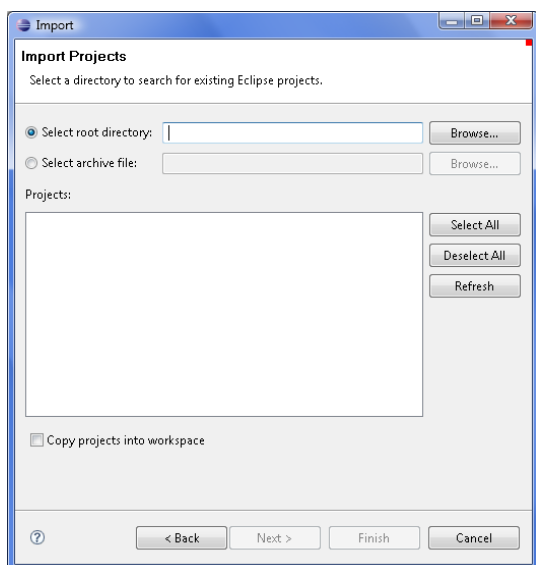 Import
Import Projects
Select a directory to search for existing Eclipse projects.
Select root directory:
Browse...
Select archive file:
Browse...
Projects:
Select All
Deselect All
Refresh
Copy projects into workspace
?
< Back
Next >
Finish
Cancel